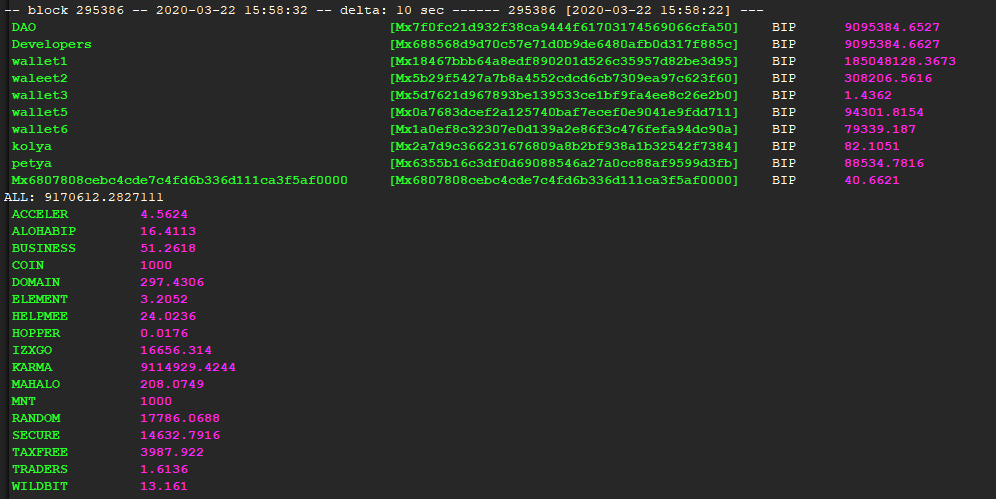 -- block 295386 -- 2020-03-22 15:58:32 -- delta: 10 sec ------ 295386 [2020-03-22 15:58:22] ---
DAO [Mx7f0fc21d932f38ca9444f61703174569066cfa50] BIP 9095384.6527
Developers [Mx688568d9d70c57e71d0b9de6480afb0d317f885c] BIP 9095384.6627
wallet1 [Mx18467bbb64a8edf890201d526c35957d82be3d95] BIP 185048128.3673
waleet2 [Mx5b29f5427a7b8a4552cdcd6cb7309ea97c623f60] BIP 308206.5616
wallet3 [Mx5d7621d967893be139533ce1bf9fa4ee8c26e2b0] BIP 1.4362
wallet5 [Mx0a7683dcef2a125740baf7ecef0e9041e9fdd711] BIP 94301.8154
wallet6 [Mx1a0ef8c32307e0d139a2e86f3c476fefa94dc90a] BIP 79339.187
kolya [Mx2a7d9c366231676809a8b2bf938a1b32542f7384] BIP 82.1051
petya [Mx6355b16c3df0d69088546a27a0cc88af9599d3fb] BIP 88534.7816
Mx6807808cebc4cde7c4fd6b336d111ca3f5af0000 [Mx6807808cebc4cde7c4fd6b336d111ca3f5af0000] BIP 40.6621
ALL: 9170612.2827111
ACCELER 4.5624
ALOHABIP 16.4113
BUSINESS 51.2618
COIN 1000
DOMAIN 297.4306
ELEMENT 3.2052
HELPMEE 24.0236
HOPPER 0.0176
IZXGO 16656.314
KARMA 9114929.4244
MAHALO 208.0749
MNT 1000
RANDOM 17786.0688
SECURE 14632.7916
TAXFREE 3987.922
TRADERS 1.6136
WILDBIT 13.161